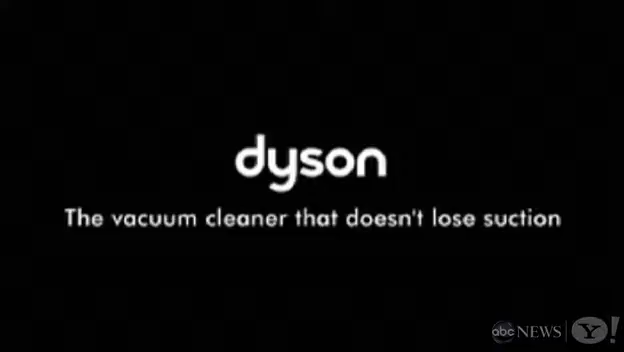 dyson
The vacuum cleaner that doesn't lose suction
abc NEWS | Y!